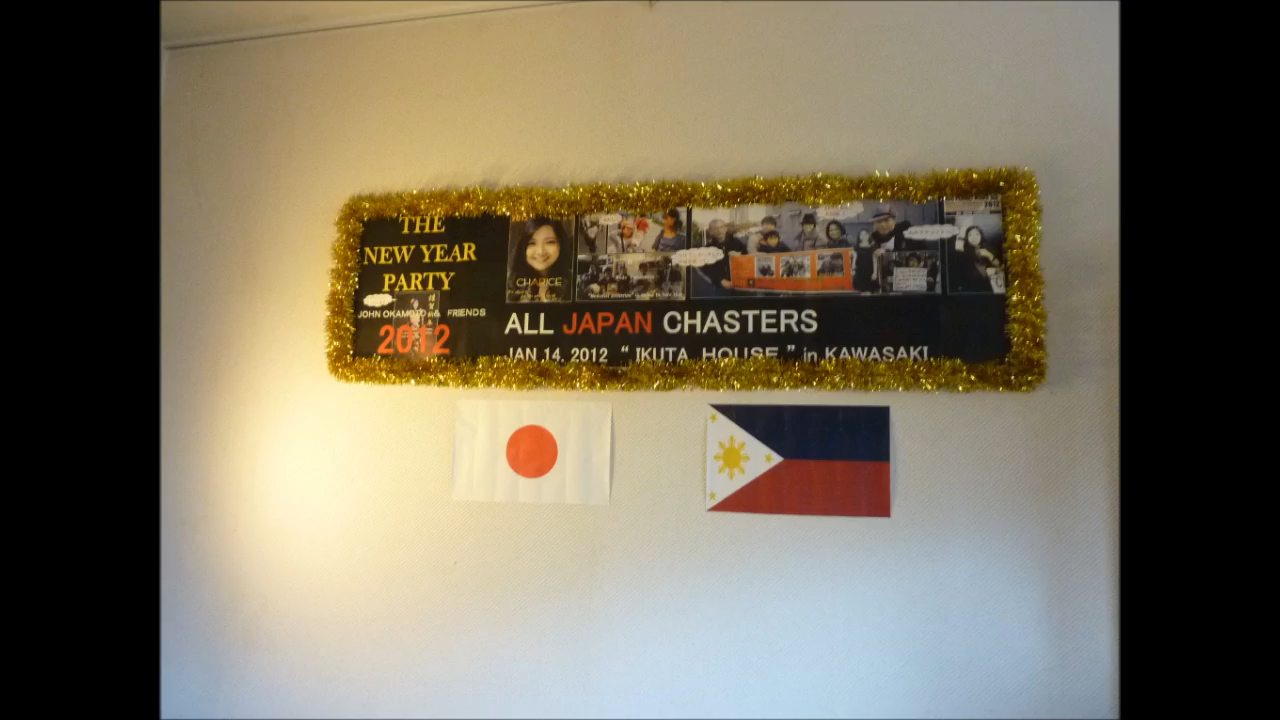 THE
NEW YEAR
PARTY
JOHN OKAMOTO & FRIENDS
2012
CHARICE
ALL JAPAN CHASTERS
JAN 14, 2012 “ IKUTA HOUSE ” in KAWASAKI